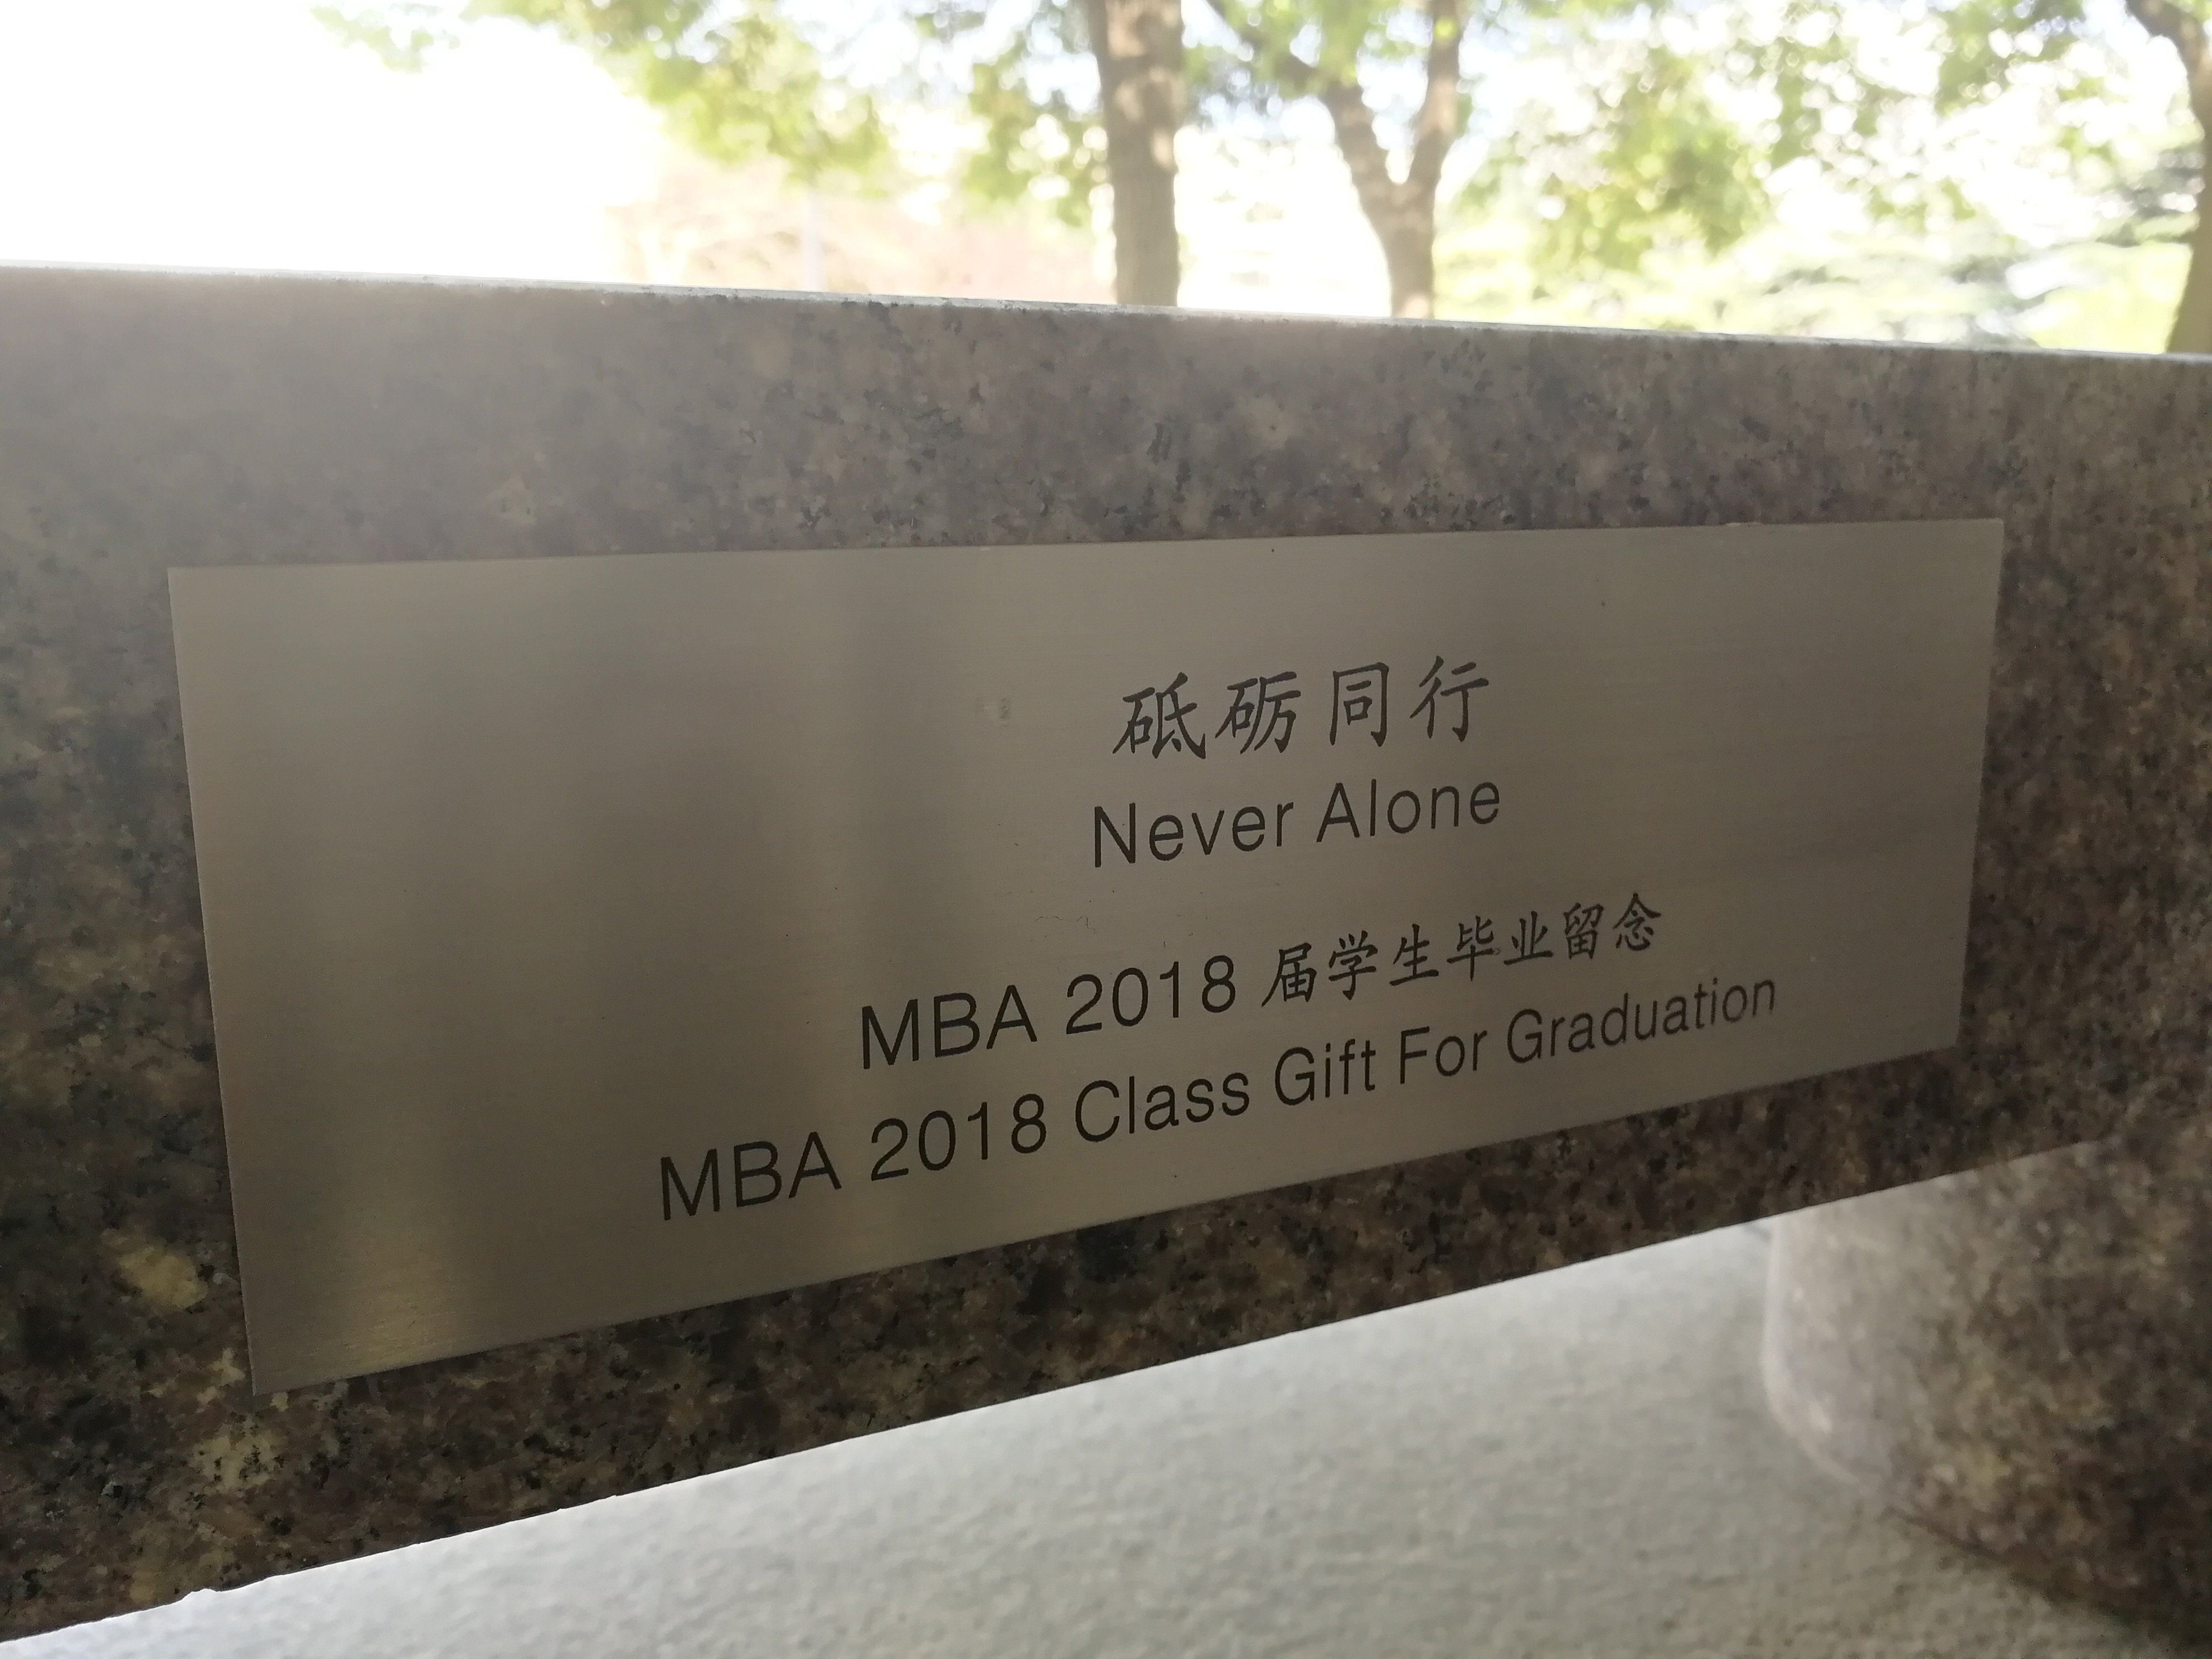 砥砺同行
Never Alone
MBA 2018 届学生毕业留念
MBA 2018 Class Gift For Graduation